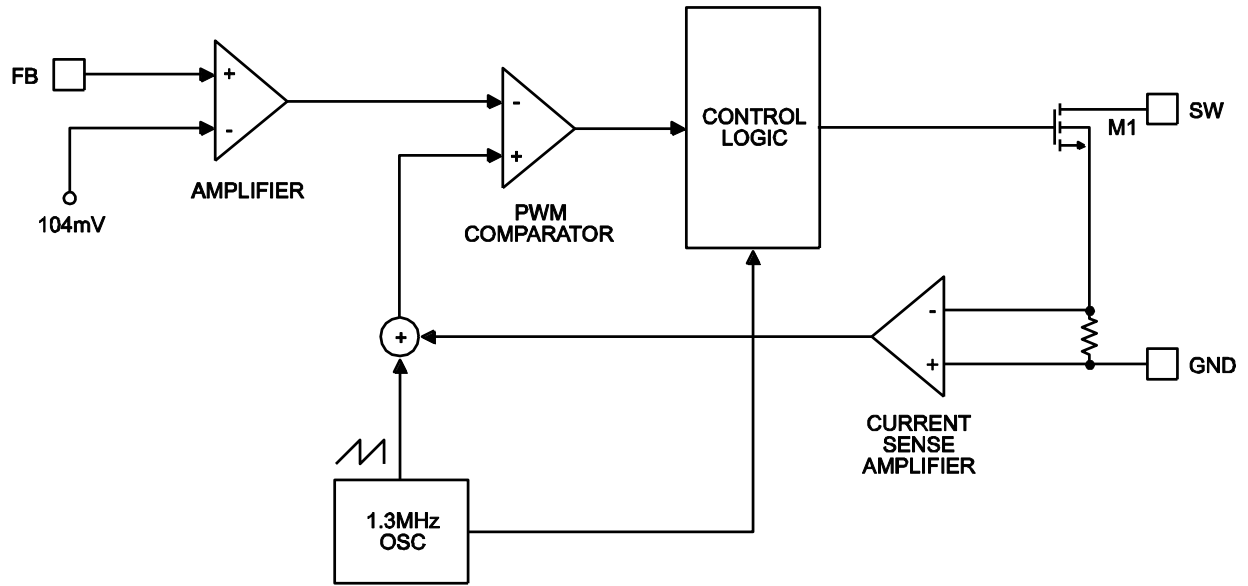 FB
+
-
104mV
AMPLIFIER
-
+
PWM
COMPARATOR
CONTROL
LOGIC
M1
SW
+
-
+
GND
CURRENT
SENSE
AMPLIFIER
1.3MHz
OSC